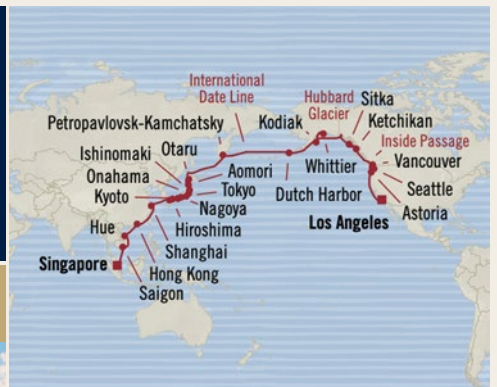 International
Date Line
Hubbard
Glacier
Sitka
Petropavlovsk-Kamchatsky
Kodiak
Ketchikan
Inside Passage
Ishinomaki
Otaru
Aomori
Whittier
Vancouver
Onahama
Tokyo
Dutch Harbor
Seattle
Kyoto
Nagoya
Astoria
Hue
Hiroshima
Los Angeles
Shanghai
Singapore
Hong Kong
Saigon